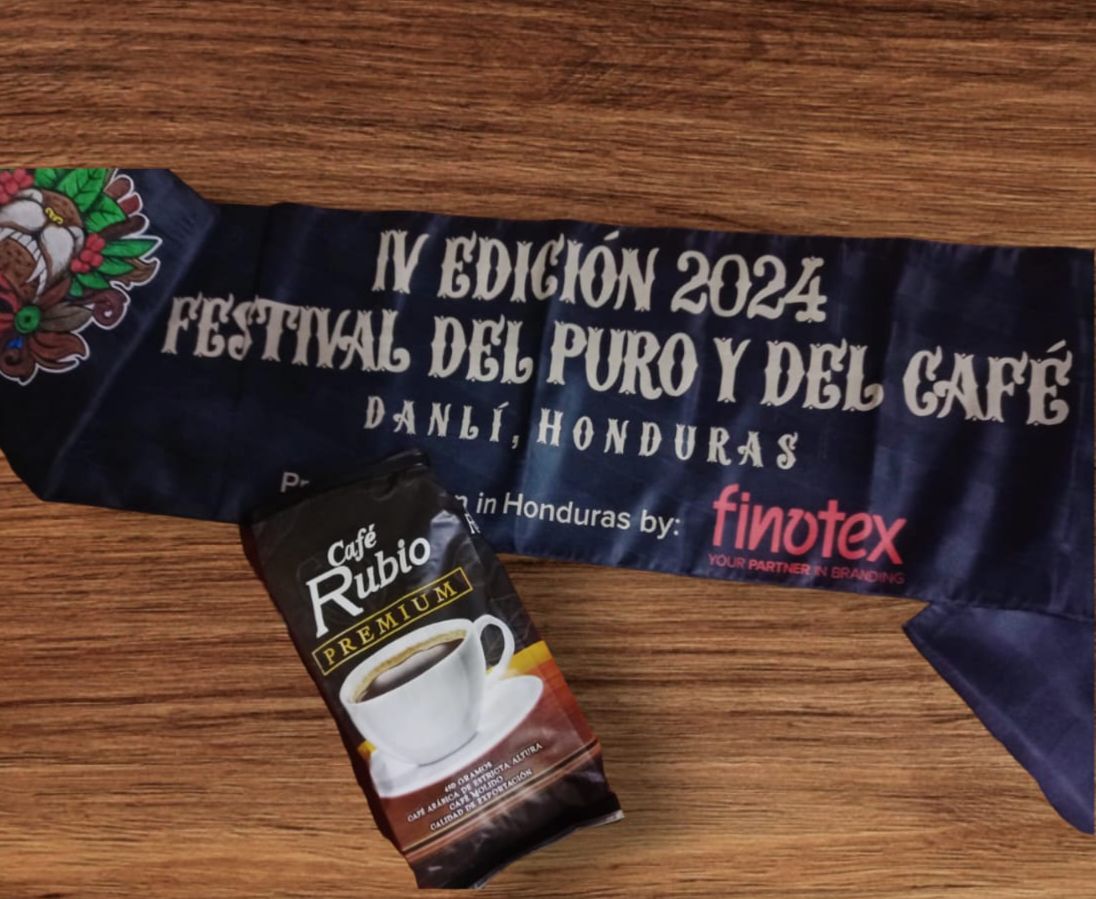 IV EDICIÓN 2024
FESTIVAL DEL PURO Y DEL CAFÉ
DANLÍ, HONDURAS
in Honduras by:
finotex
YOUR PARTNER IN BRANDING
Café
Rubio
PREMIUM
CAFÉ ARÁBICA DE ESTRICTA ALTURA
CAFÉ MOLIDO
CALIDAD DE EXPORTACIÓN